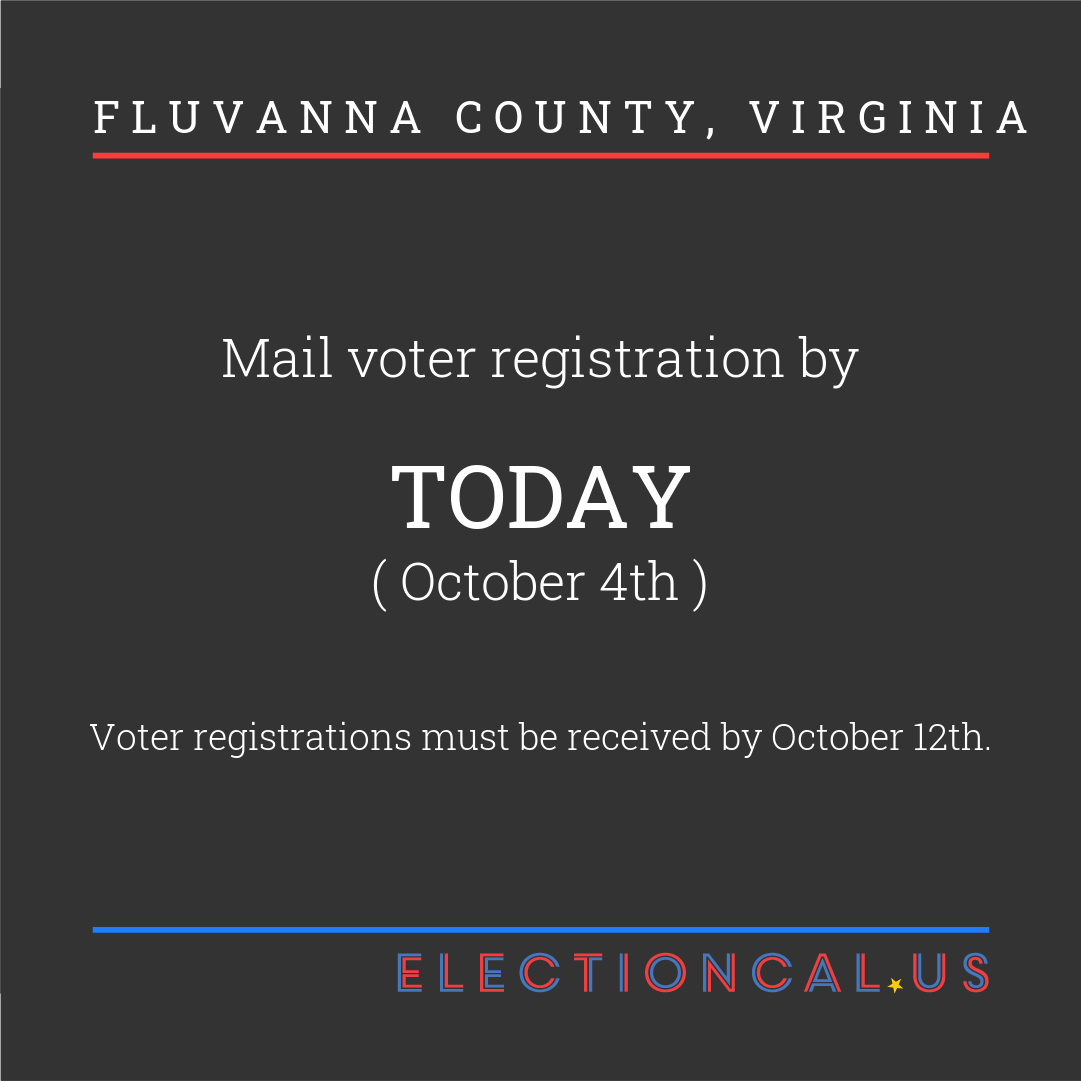 FLUVANNA COUNTY, VIRGINIA
Mail voter registration by
TODAY
( October 4th )
Voter registrations must be received by October 12th.
ELECTIONCAL.US